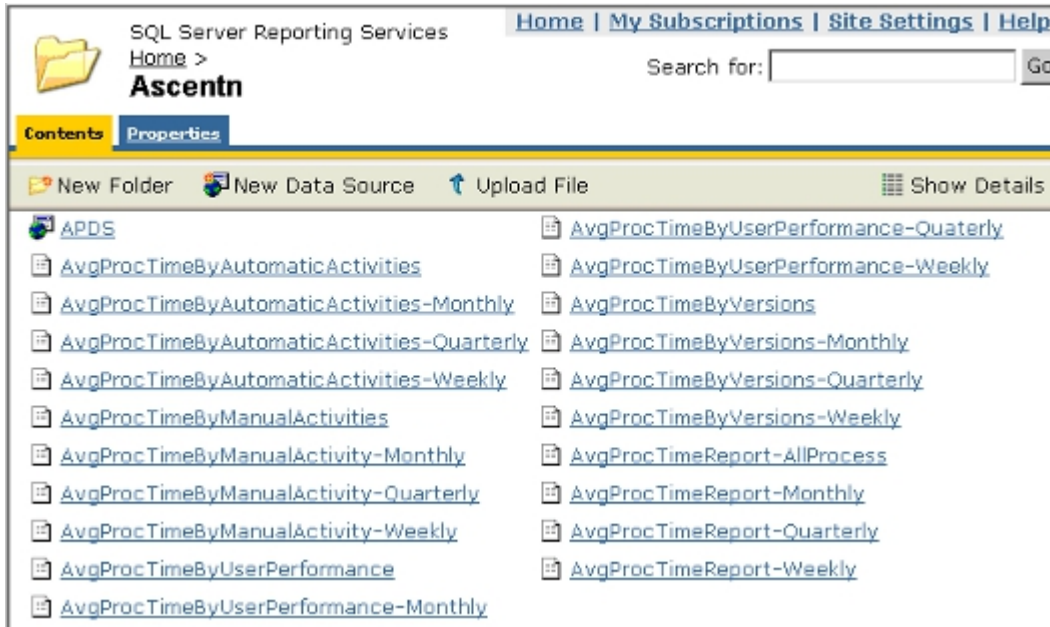 SQL Server Reporting Services
Home | My Subscriptions | Site Settings | Help
Home >
Search for:
Go
Ascentn
Contents Properties
New Folder New Data Source Upload File Show Details
APDS
AvgProcTimeByAutomaticActivities
AvgProcTimeByAutomaticActivities-Monthly
AvgProcTimeByAutomaticActivities-Quarterly
AvgProcTimeByAutomaticActivities-Weekly
AvgProcTimeByManualActivities
AvgProcTimeByManualActivity-Monthly
AvgProcTimeByManualActivity-Quarterly
AvgProcTimeByManualActivity-Weekly
AvgProcTimeByUserPerformance
AvgProcTimeByUserPerformance-Monthly
AvgProcTimeByUserPerformance-Quaterly
AvgProcTimeByUserPerformance-Weekly
AvgProcTimeByVersions
AvgProcTimeByVersions-Monthly
AvgProcTimeByVersions-Quarterly
AvgProcTimeByVersions-Weekly
AvgProcTimeReport-AllProcess
AvgProcTimeReport-Monthly
AvgProcTimeReport-Quarterly
AvgProcTimeReport-Weekly